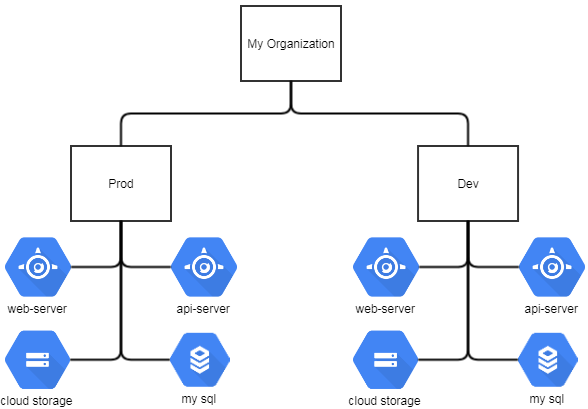 My Organization
Prod
Dev
web-server
api-server
web-server
api-server
cloud storage
my sql
cloud storage
my sql